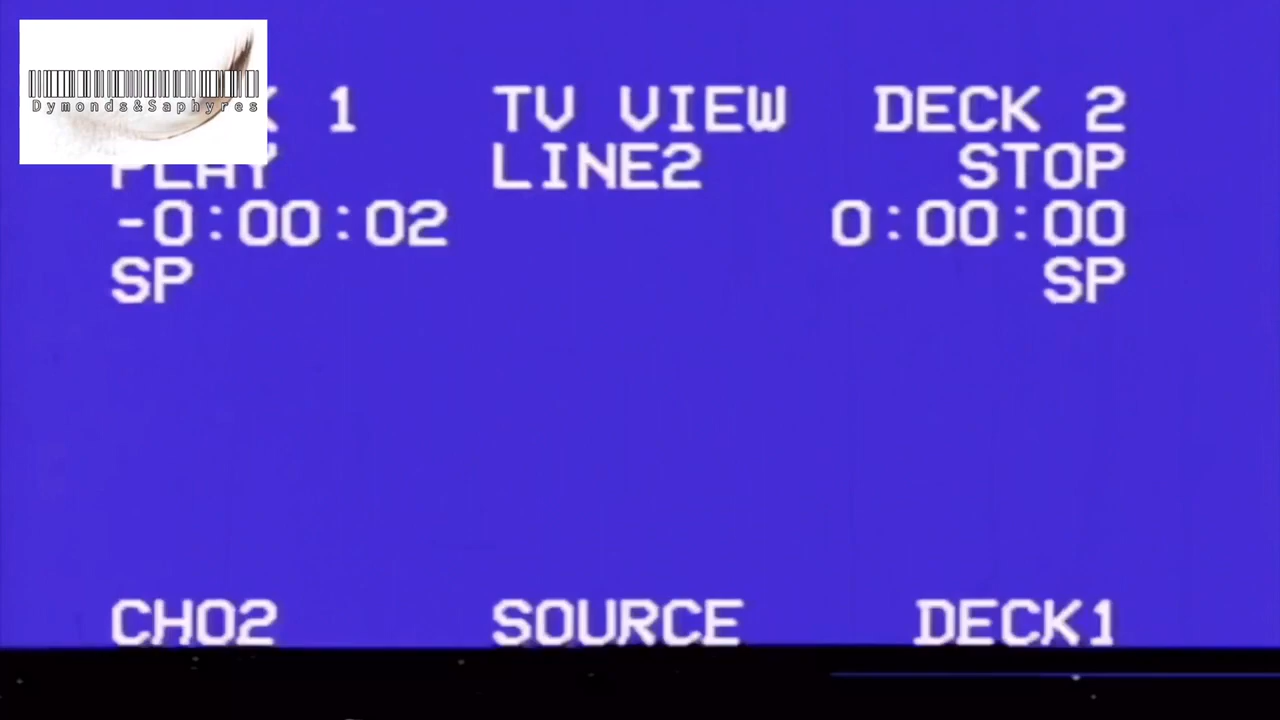 Dymonds&Saphyres
K 1 TV VIEW DECK 2
PLAY LINE2 STOP
-0:00:02 0:00:00
SP SP
CH02 SOURCE DECK1